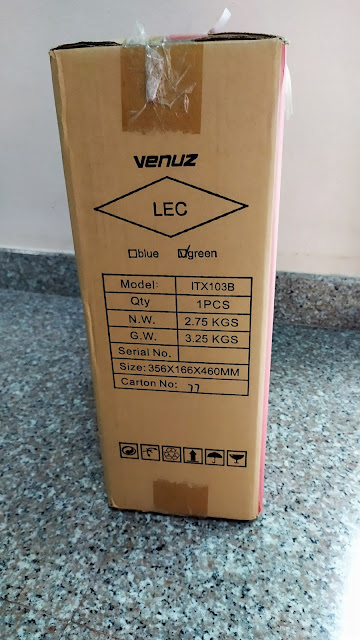 venuz
LEC
blue green
Model: ITX103B
Qty 1PCS
N.W. 2.75 KGS
G.W. 3.25 KGS
Serial No.
Size: 356X166X460MM
Carton No: 77